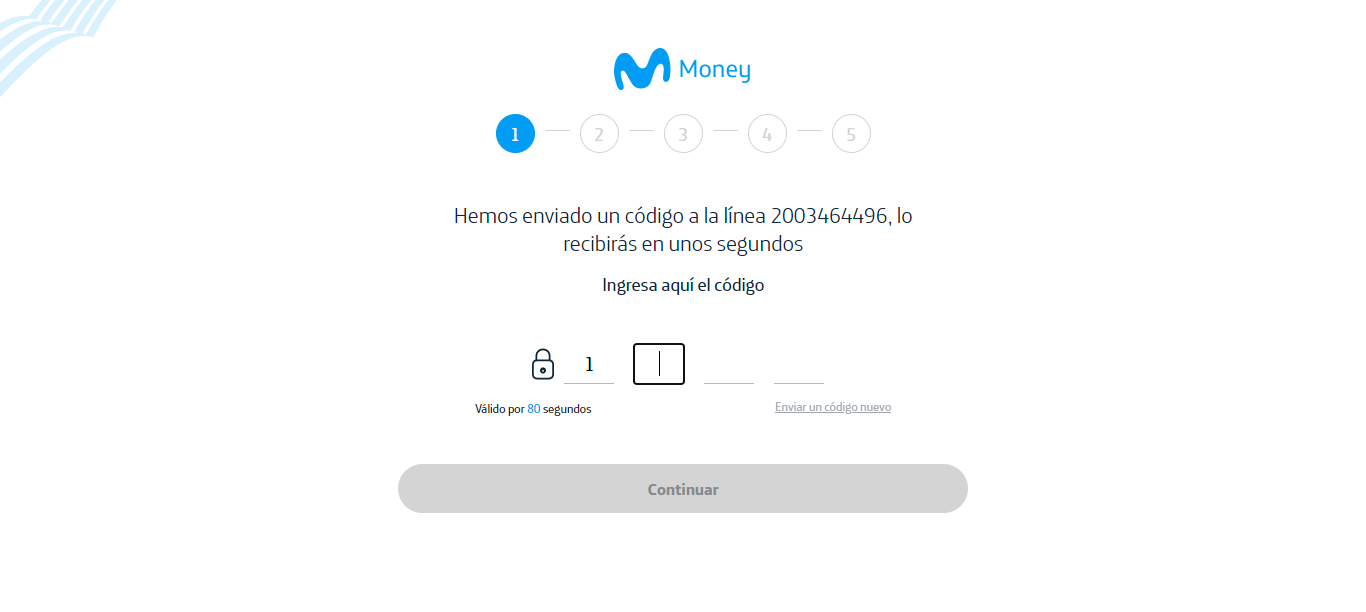 Money
1 2 3 4 5
Hemos enviado un código a la línea 2003464496, lo
recibirás en unos segundos
Ingresa aquí el código
1
Válido por 80 segundos
Enviar un código nuevo
Continuar